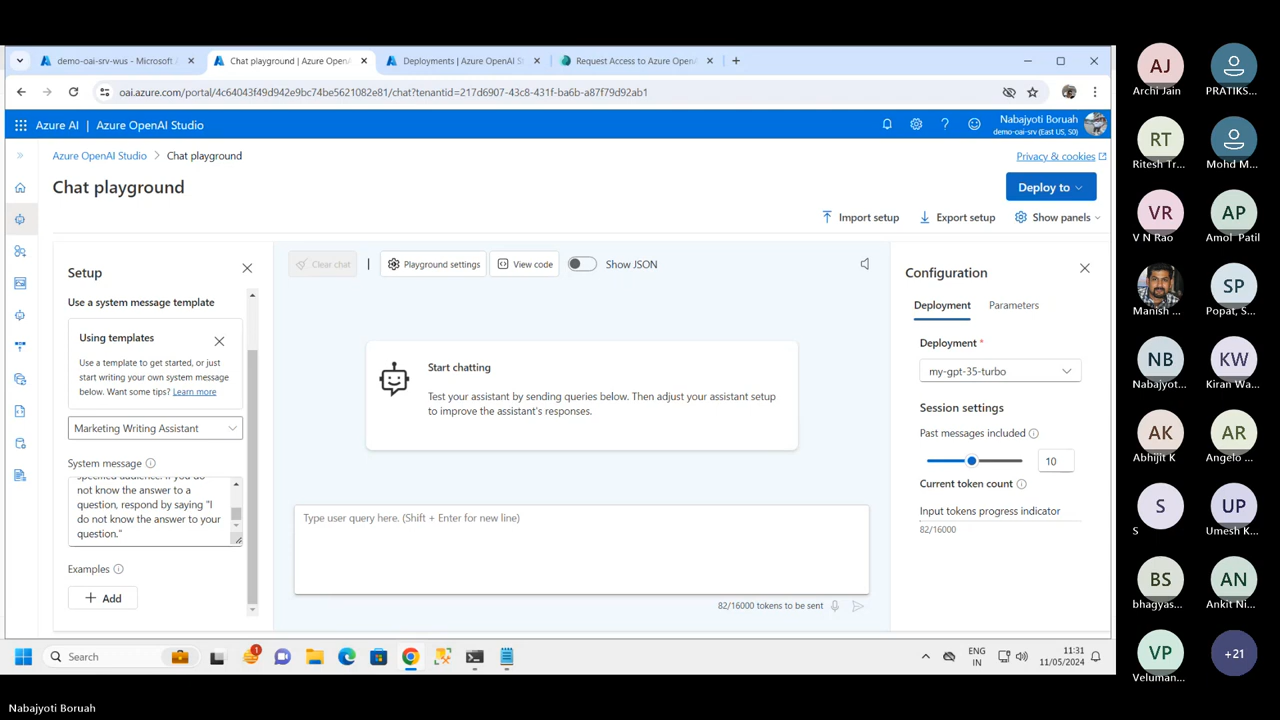 demo-oai-srv-wus - Microsoft A
Chat playground | Azure OpenAI
Deployments | Azure OpenAI St
Request Access to Azure OpenA
oai.azure.com/portal/4c64043f49d942e9bc74be5621082e81/chat?tenantid=217d6907-43c8-431f-ba6b-a87f79d92ab1
Azure AI | Azure OpenAI Studio
Nabajyoti Boruah
demo-oai-srv (East US, S0)
Azure OpenAI Studio > Chat playground
Privacy & cookies
Chat playground
Deploy to
Import setup
Export setup
Show panels
Setup
Use a system message template
Using templates
Use a template to get started, or just
start writing your own system message
below. Want some tips? Learn more
Marketing Writing Assistant
System message
specified audience. If you do
not know the answer to a
question, respond by saying "I
do not know the answer to your
question."
Examples
+ Add
Clear chat
Playground settings
View code
Show JSON
Start chatting
Test your assistant by sending queries below. Then adjust your assistant setup
to improve the assistant's responses.
Type user query here. (Shift + Enter for new line)
82/16000 tokens to be sent
Configuration
Deployment
Parameters
Deployment *
my-gpt-35-turbo
Session settings
Past messages included
10
Current token count
Input tokens progress indicator
82/16000
Search
1
ENG
IN
11:31
11/05/2024
AJ
Archi Jain
PRATIKS...
RT
Ritesh Tr...
Mohd M...
VR
V N Rao
AP
Amol Patil
Manish ...
SP
Popat, S...
NB
Nabajyot...
KW
Kiran Wa...
AK
Abhijit K
AR
Angelo ...
S
S
UP
Umesh K...
BS
bhagyas...
AN
Ankit Ni...
VP
Veluman...
+21
Nabajyoti Boruah